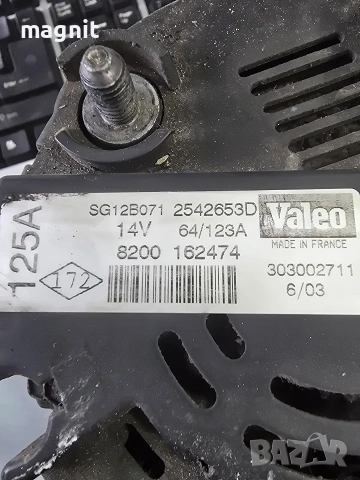 magnit
125A
SG12B071 2542653D
14V 64/123A
8200 162474
172
Valeo
MADE IN FRANCE
303002711
6/03
BAZAR